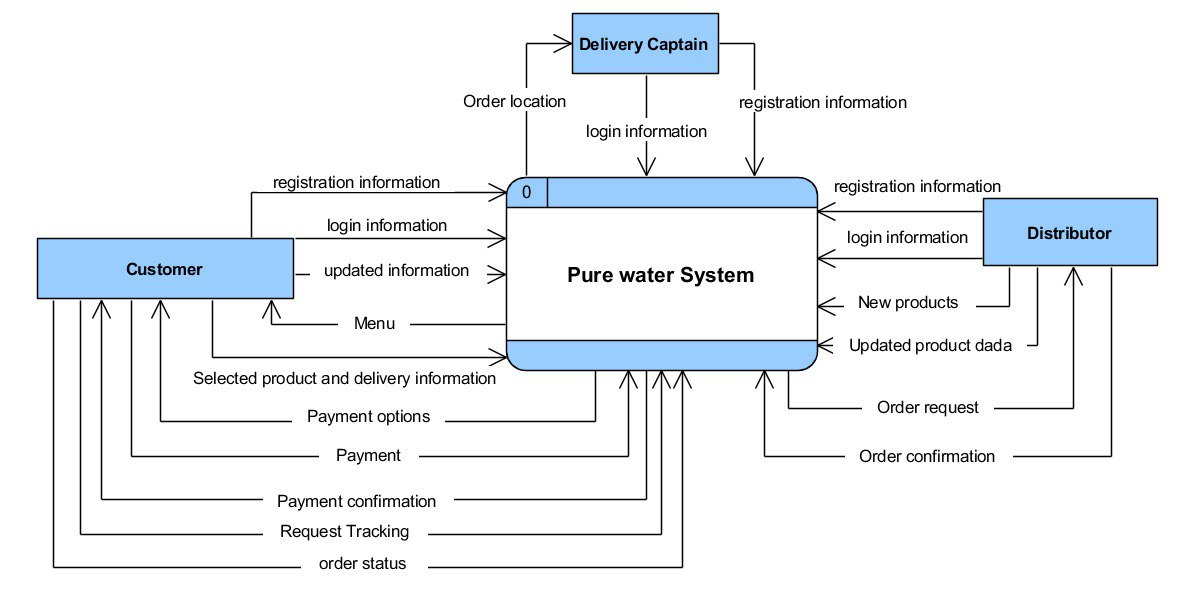 Delivery Captain
Order location
registration information
login information
registration information
0
registration information
login information
login information
Distributor
Customer
updated information
Pure water System
New products
Menu
Updated product dada
Selected product and delivery information
Payment options
Order request
Payment
Order confirmation
Payment confirmation
Request Tracking
order status